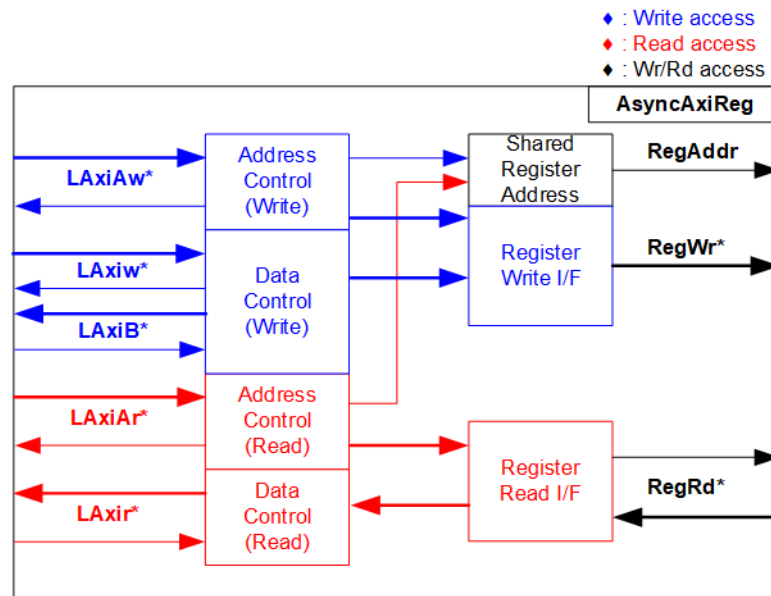 ♦ : Write access
♦ : Read access
♦ : Wr/Rd access
AsyncAxiReg
LAxiAw*
Address
Control
(Write)
Shared
Register
Address
RegAddr
LAxiw*
LAxiB*
Data
Control
(Write)
Register
Write I/F
RegWr*
LAxiAr*
Address
Control
(Read)
LAxir*
Data
Control
(Read)
Register
Read I/F
RegRd*